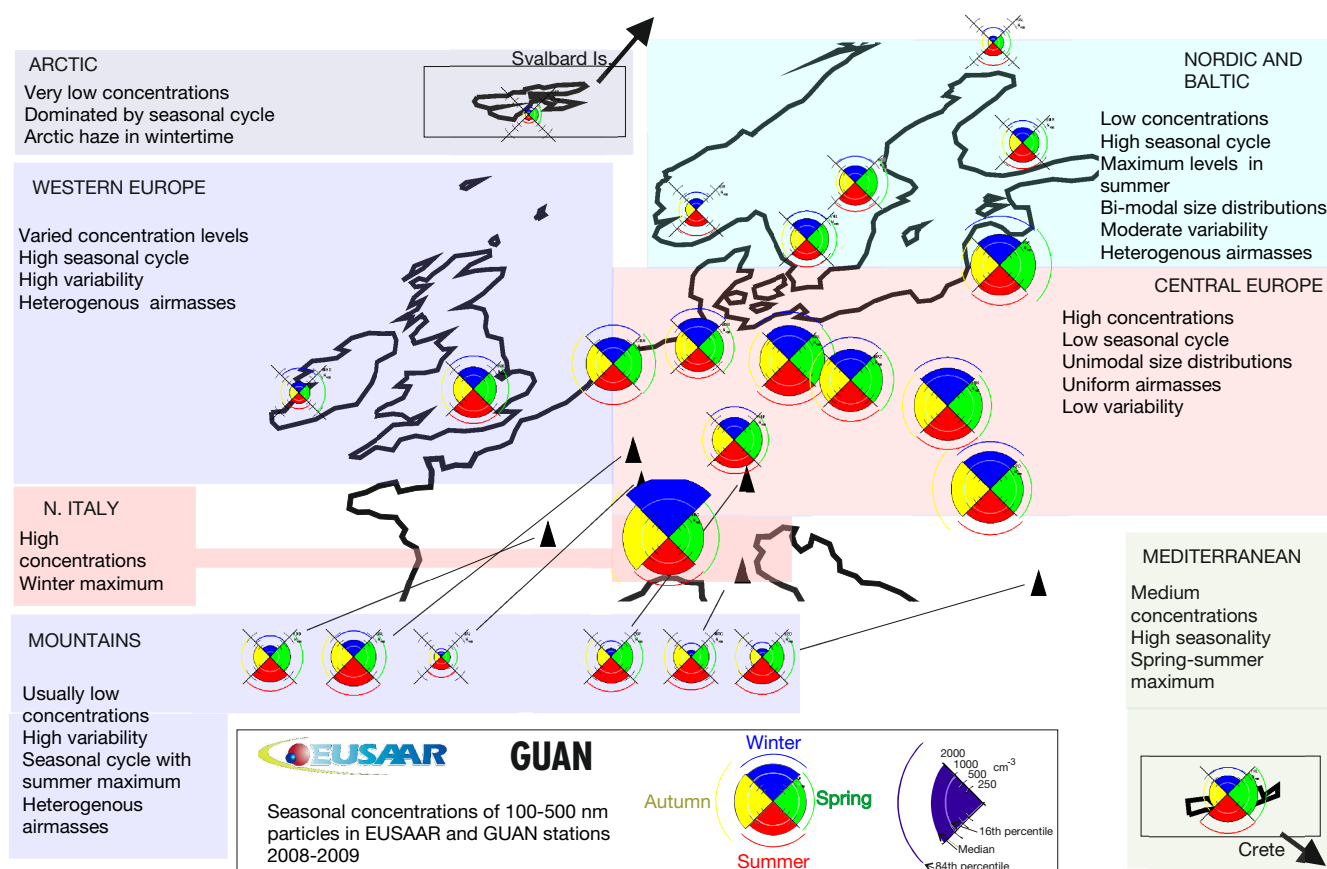 Svalbard Is.
ARCTIC
Very low concentrations
Dominated by seasonal cycle
Arctic haze in wintertime
NORDIC AND
BALTIC
Low concentrations
High seasonal cycle
Maximum levels in
summer
Bi-modal size distributions
Moderate variability
Heterogenous airmasses
WESTERN EUROPE
Varied concentration levels
High seasonal cycle
High variability
Heterogenous airmasses
CENTRAL EUROPE
High concentrations
Low seasonal cycle
Unimodal size distributions
Uniform airmasses
Low variability
N. ITALY
High
concentrations
Winter maximum
MEDITERRANEAN
Medium
concentrations
High seasonality
Spring-summer
maximum
MOUNTAINS
Usually low
concentrations
High variability
Seasonal cycle with
summer maximum
Heterogenous
airmasses
EUSAAR
GUAN
Seasonal concentrations of 100-500 nm
particles in EUSAAR and GUAN stations
2008-2009
Winter
Autumn
Spring
Summer
2000
1000
500
250
cm-3
16th percentile
Median
84th percentile
Crete